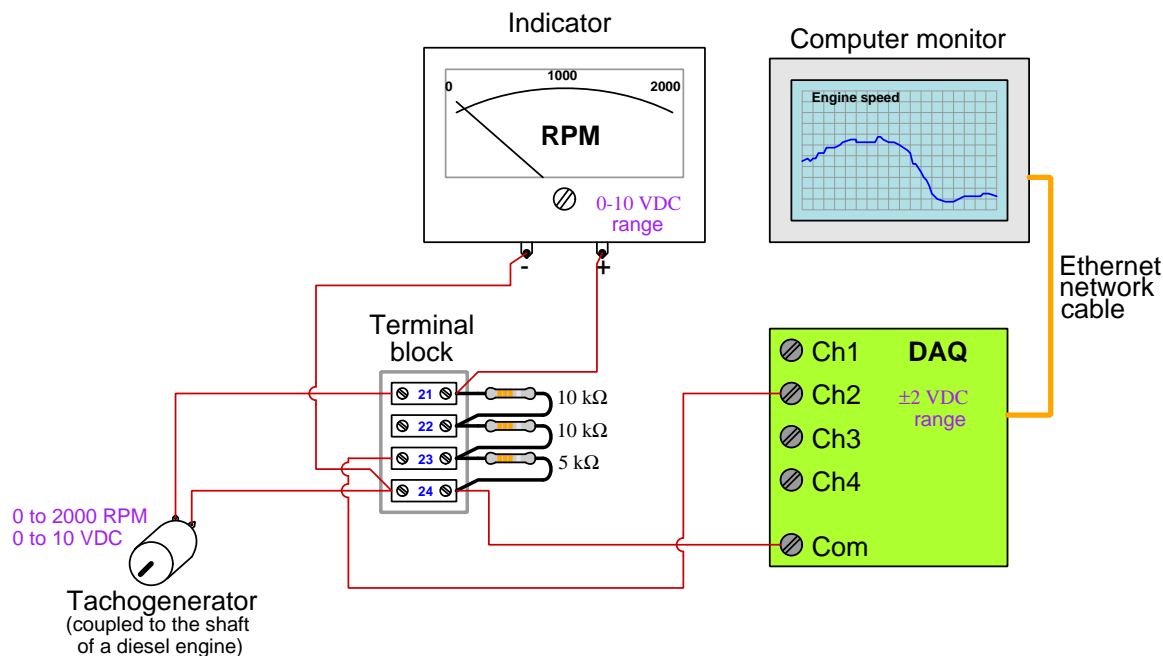 Indicator
0
1000
2000
RPM
0-10 VDC
range
-
+
Computer monitor
Engine speed
Ethernet
network
cable
Terminal
block
21
22
23
24
10 kΩ
10 kΩ
5 kΩ
Ch1
Ch2
Ch3
Ch4
Com
DAQ
±2 VDC
range
0 to 2000 RPM
0 to 10 VDC
Tachogenerator
(coupled to the shaft
of a diesel engine)